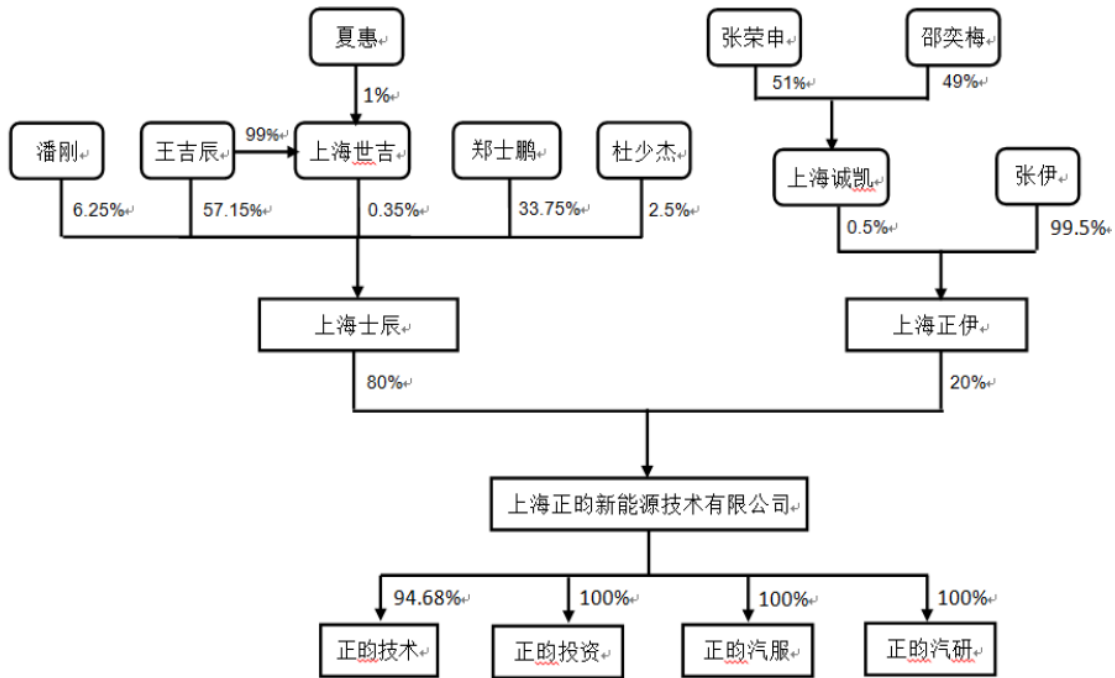 夏惠
张荣申
邵奕梅
1%
51%
49%
潘刚
王吉辰
99%
上海世吉
郑士鹏
杜少杰
上海诚凯
张伊
6.25%
57.15%
0.35%
33.75%
2.5%
0.5%
99.5%
上海士辰
上海正伊
80%
20%
上海正昀新能源技术有限公司
94.68%
100%
100%
100%
正昀技术
正昀投资
正昀汽服
正昀汽研